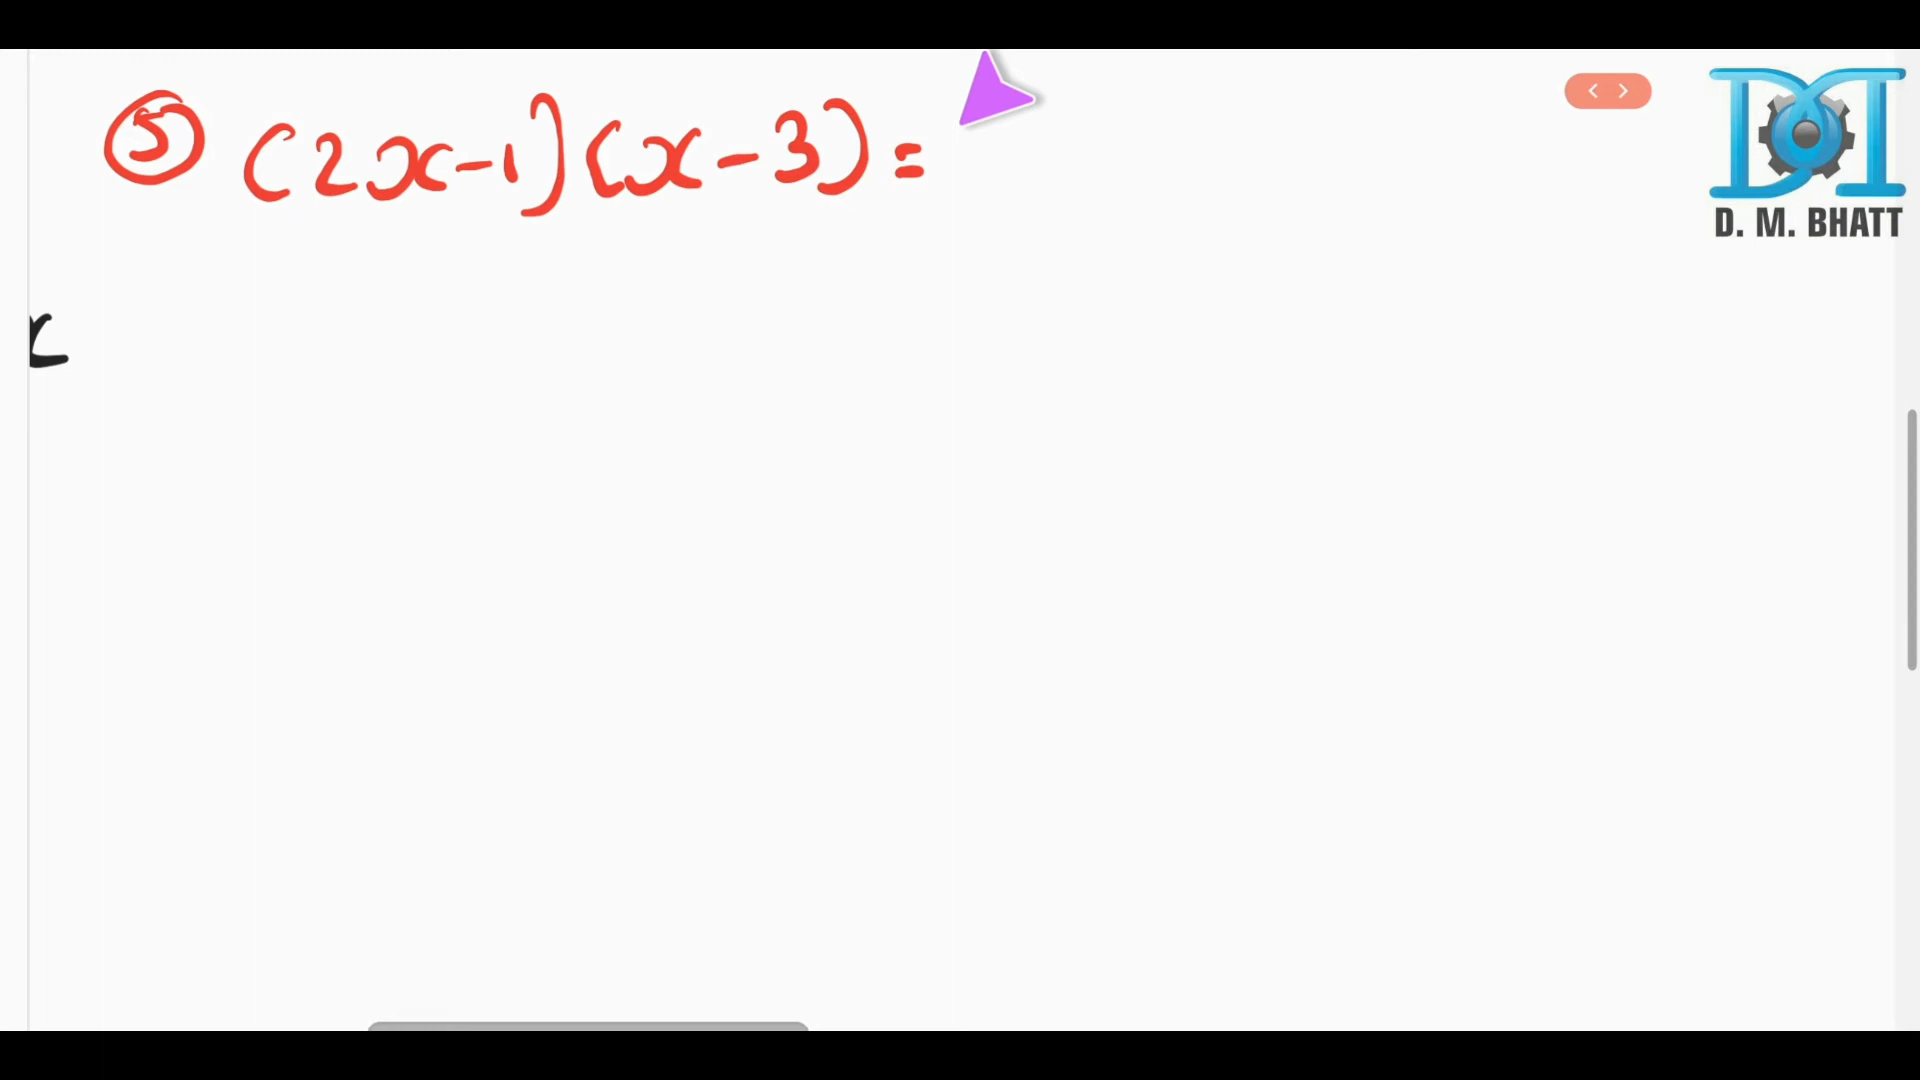 ⑤ (2x-1)(x-3)=
x
D. M. BHATT